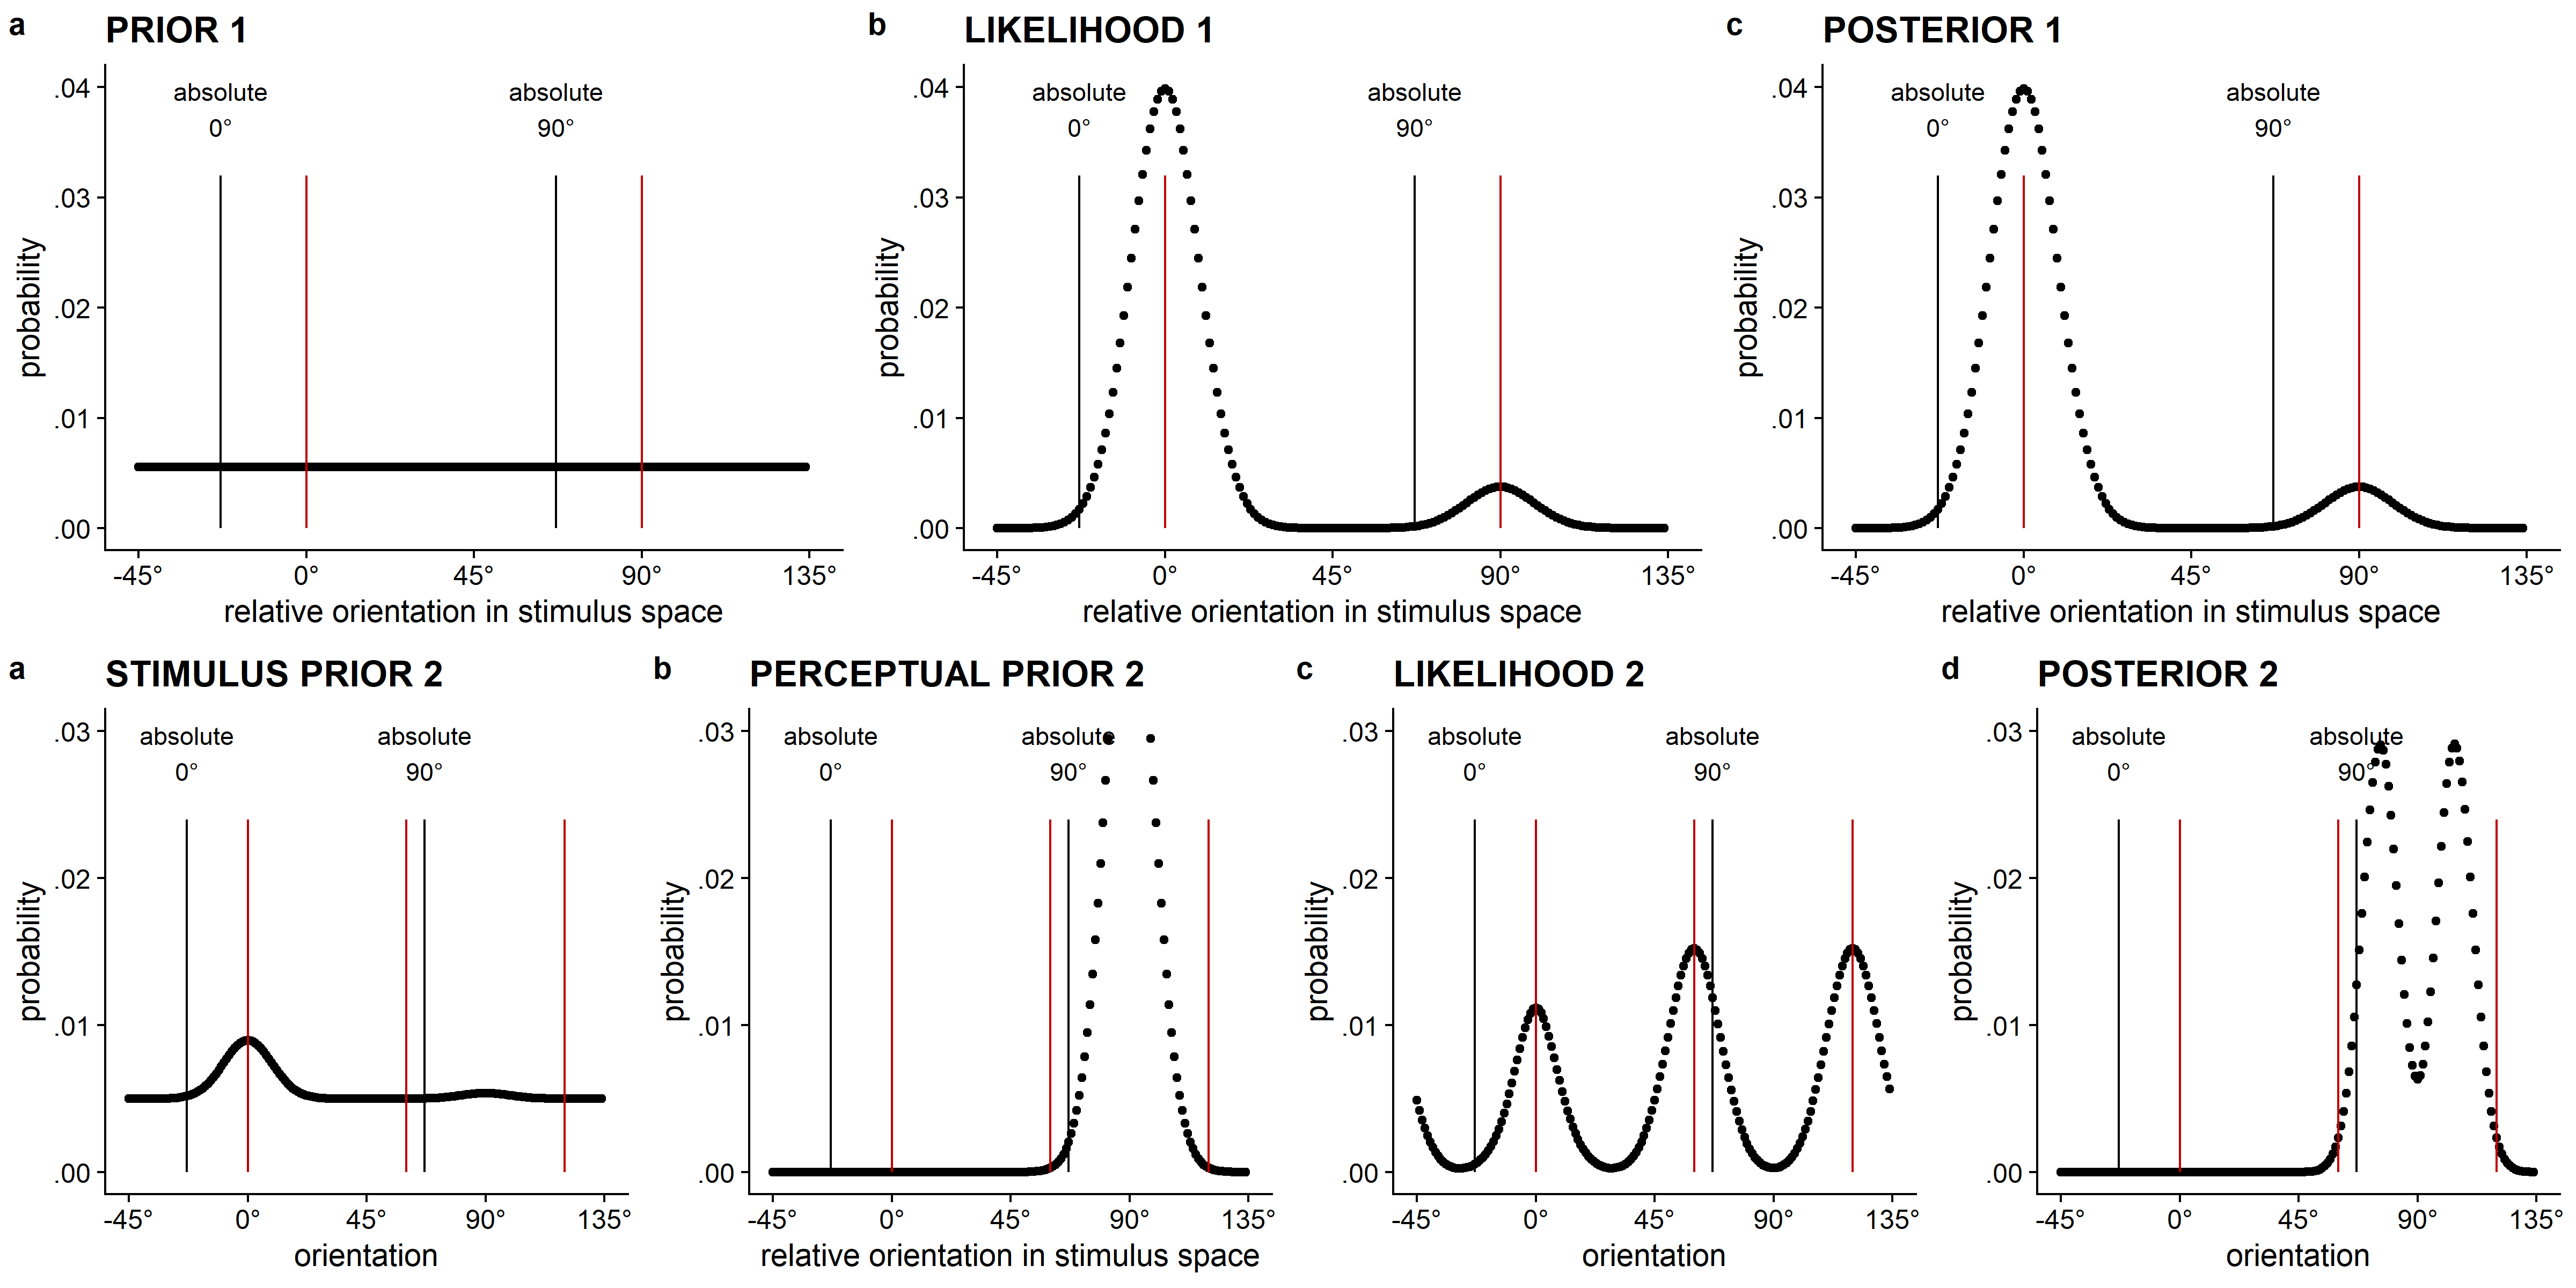 a PRIOR 1
absolute absolute
0° 90°
.04
.03
.02
.01
.00
probability
-45° 0° 45° 90° 135°
relative orientation in stimulus space
b LIKELIHOOD 1
absolute absolute
0° 90°
.04
.03
.02
.01
.00
probability
-45° 0° 45° 90° 135°
relative orientation in stimulus space
c POSTERIOR 1
absolute absolute
0° 90°
.04
.03
.02
.01
.00
probability
-45° 0° 45° 90° 135°
relative orientation in stimulus space
a STIMULUS PRIOR 2
absolute absolute
0° 90°
.03
.02
.01
.00
probability
-45° 0° 45° 90° 135°
orientation
b PERCEPTUAL PRIOR 2
absolute absolute
0° 90°
.03
.02
.01
.00
probability
-45° 0° 45° 90° 135°
relative orientation in stimulus space
c LIKELIHOOD 2
absolute absolute
0° 90°
.03
.02
.01
.00
probability
-45° 0° 45° 90° 135°
orientation
d POSTERIOR 2
absolute absolute
0° 90°
.03
.02
.01
.00
probability
-45° 0° 45° 90° 135°
orientation